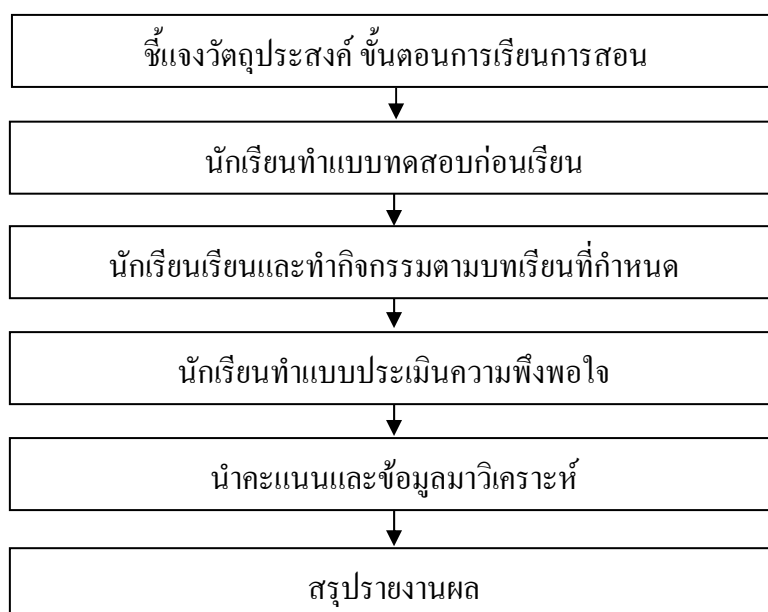 ชี้แจงวัตถุประสงค์ ขั้นตอนการเรียนการสอน
นักเรียนทำแบบทดสอบก่อนเรียน
นักเรียนเรียนและทำกิจกรรมตามบทเรียนที่กำหนด
นักเรียนทำแบบประเมินความพึงพอใจ
นำคะแนนและข้อมูลมาวิเคราะห์
สรุปรายงานผล